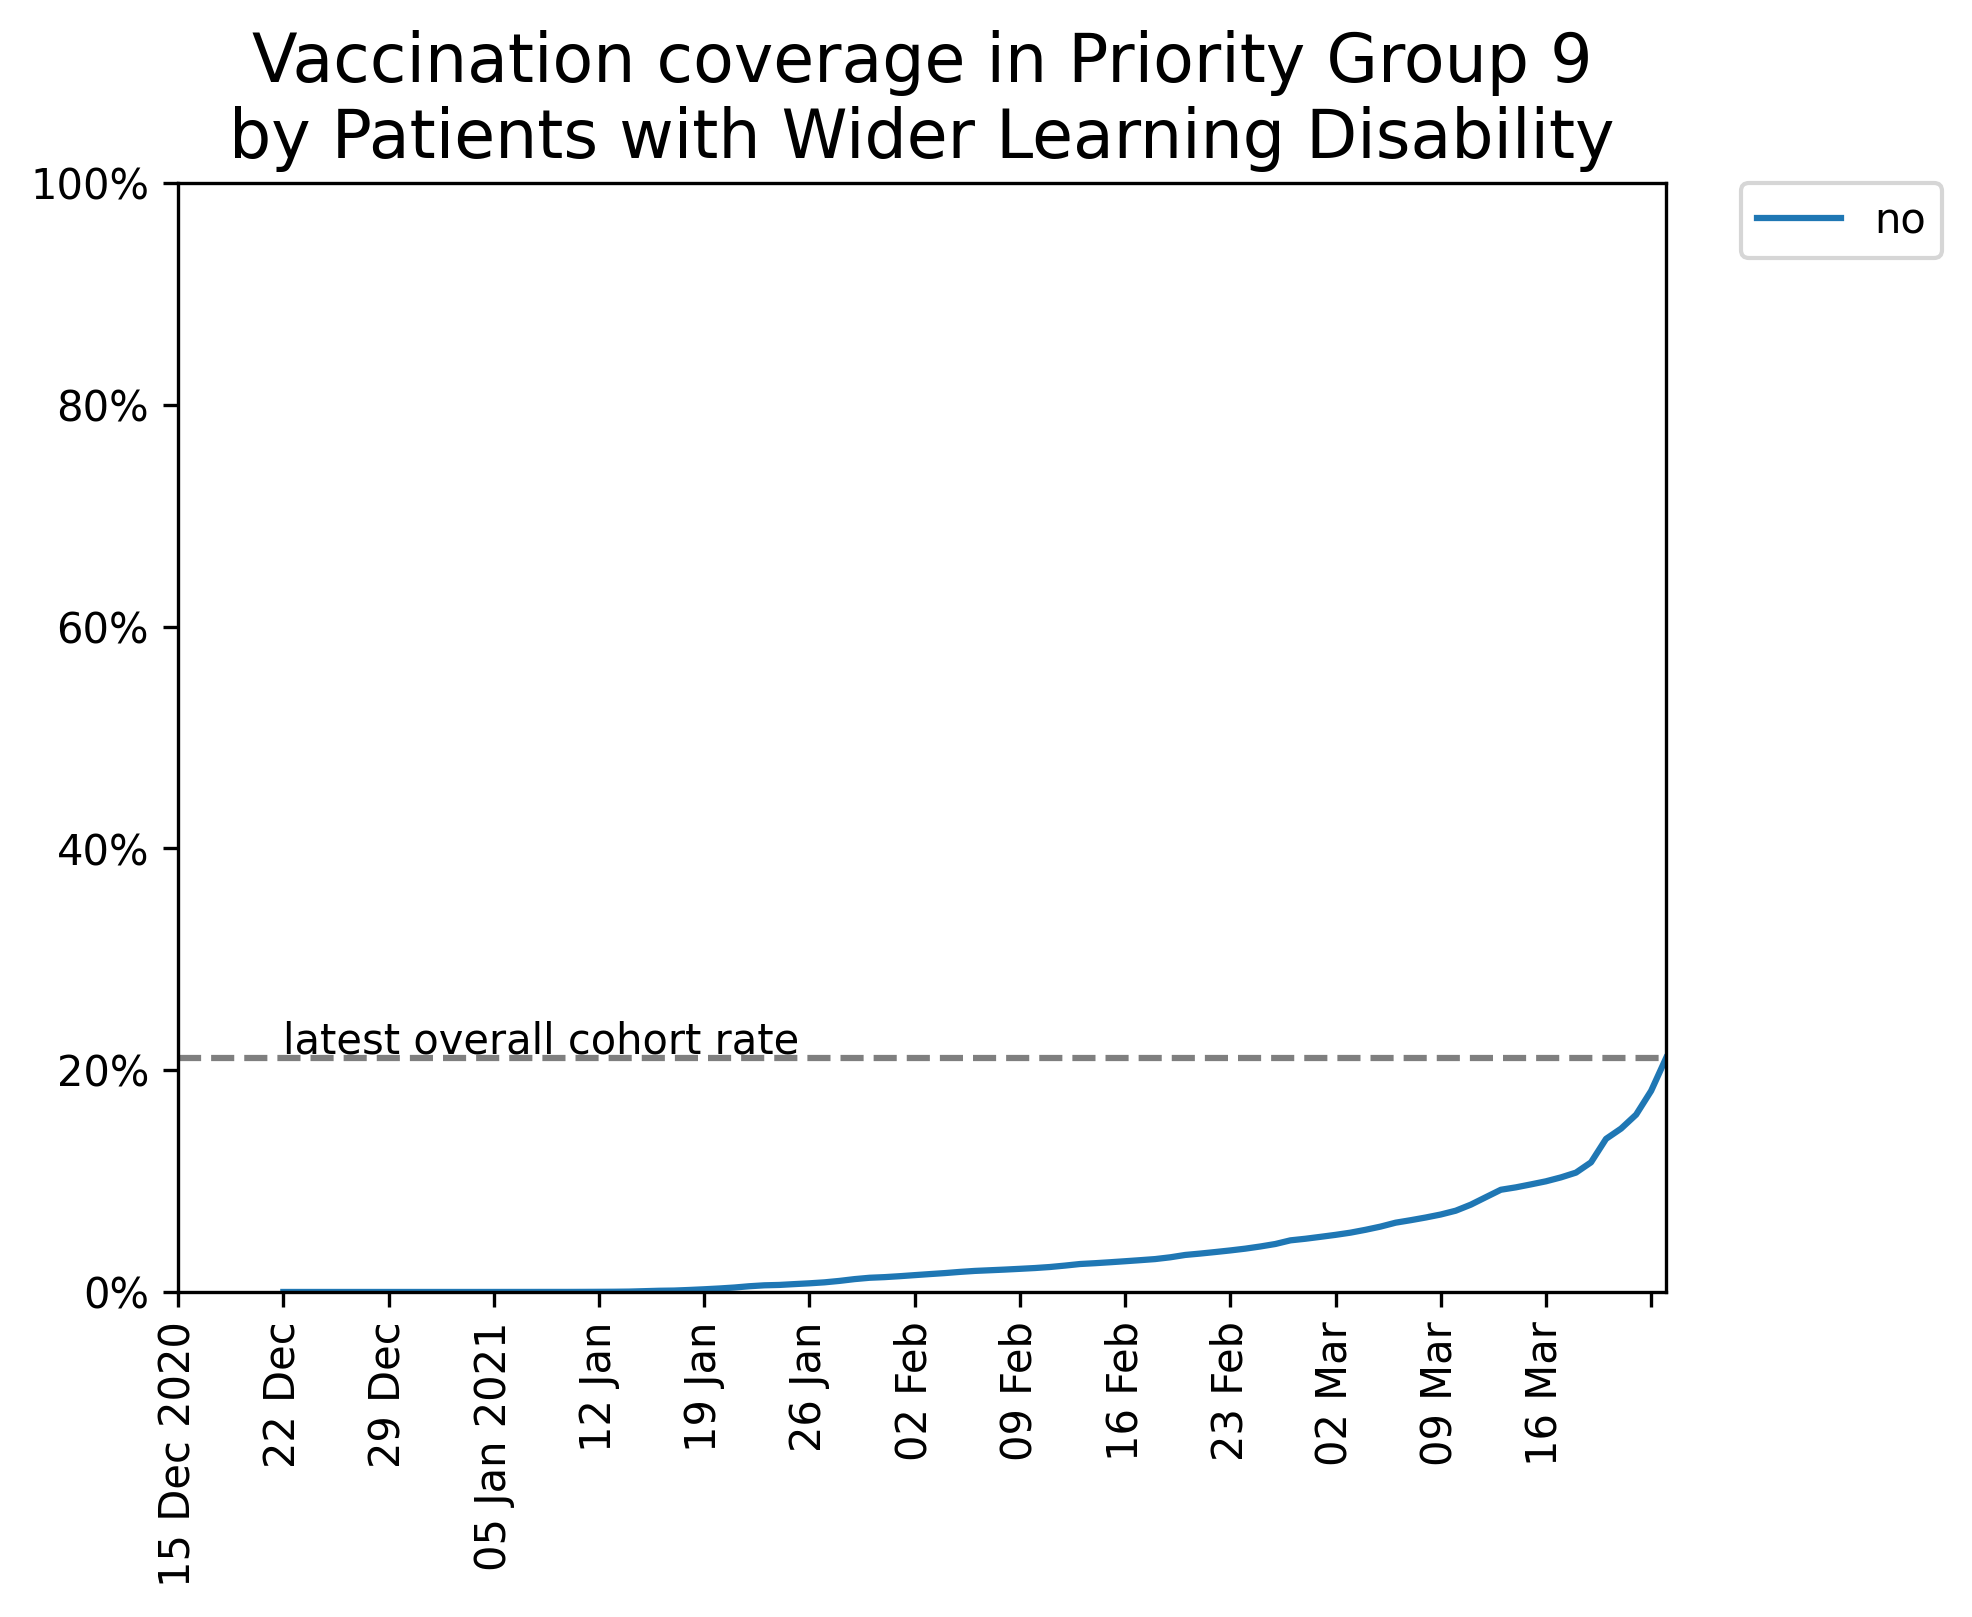 Vaccination coverage in Priority Group 9
by Patients with Wider Learning Disability
100%
80%
60%
40%
20%
0%
latest overall cohort rate
no
15 Dec 2020
22 Dec
29 Dec
05 Jan 2021
12 Jan
19 Jan
26 Jan
02 Feb
09 Feb
16 Feb
23 Feb
02 Mar
09 Mar
16 Mar